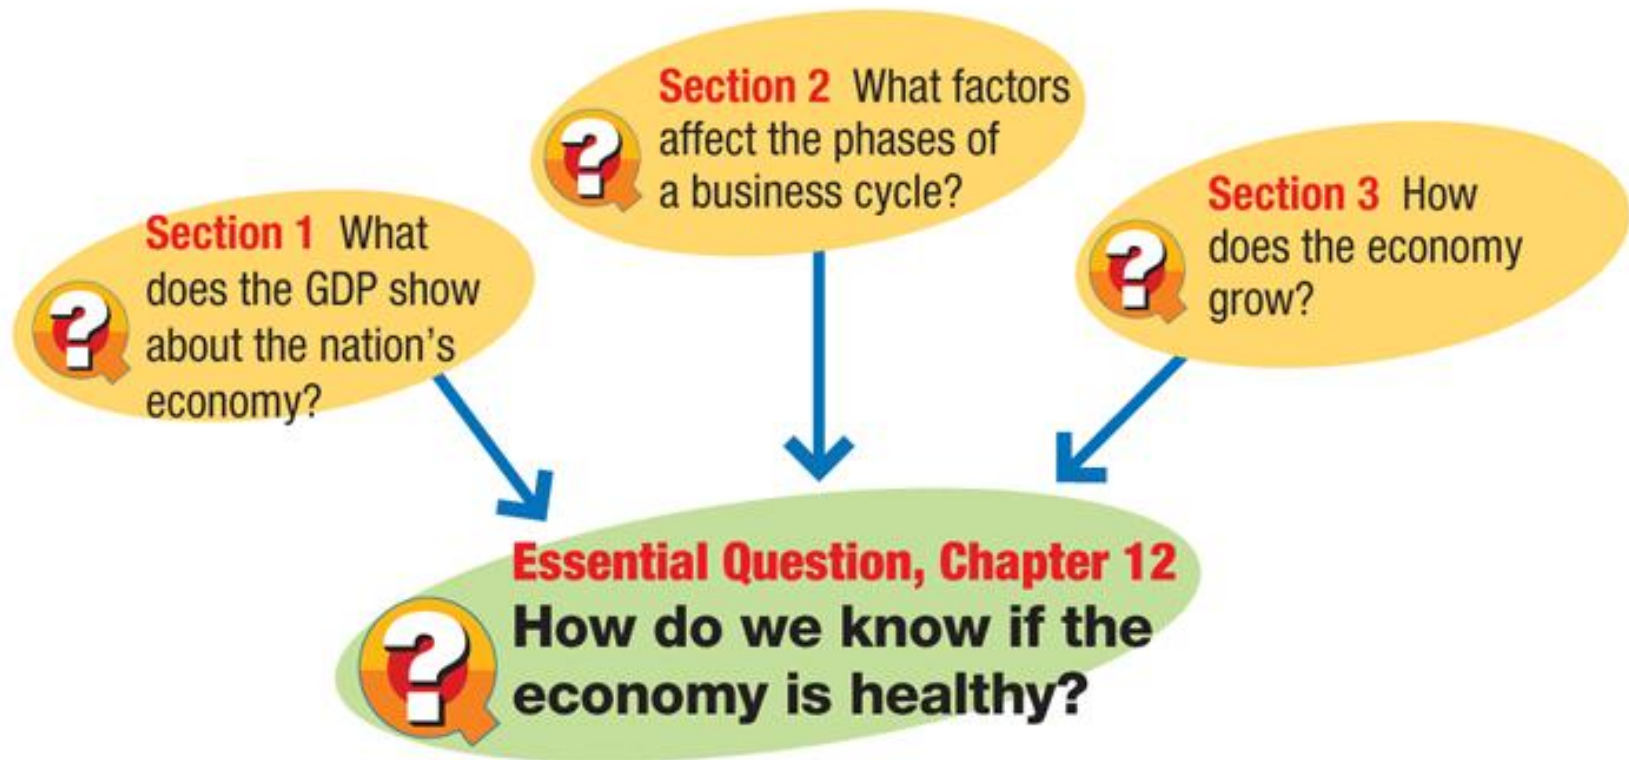 Section 1 What
does the GDP show
about the nation's
economy?
Section 2 What factors
affect the phases of
a business cycle?
Section 3 How
does the economy
grow?
Essential Question, Chapter 12
How do we know if the
economy is healthy?